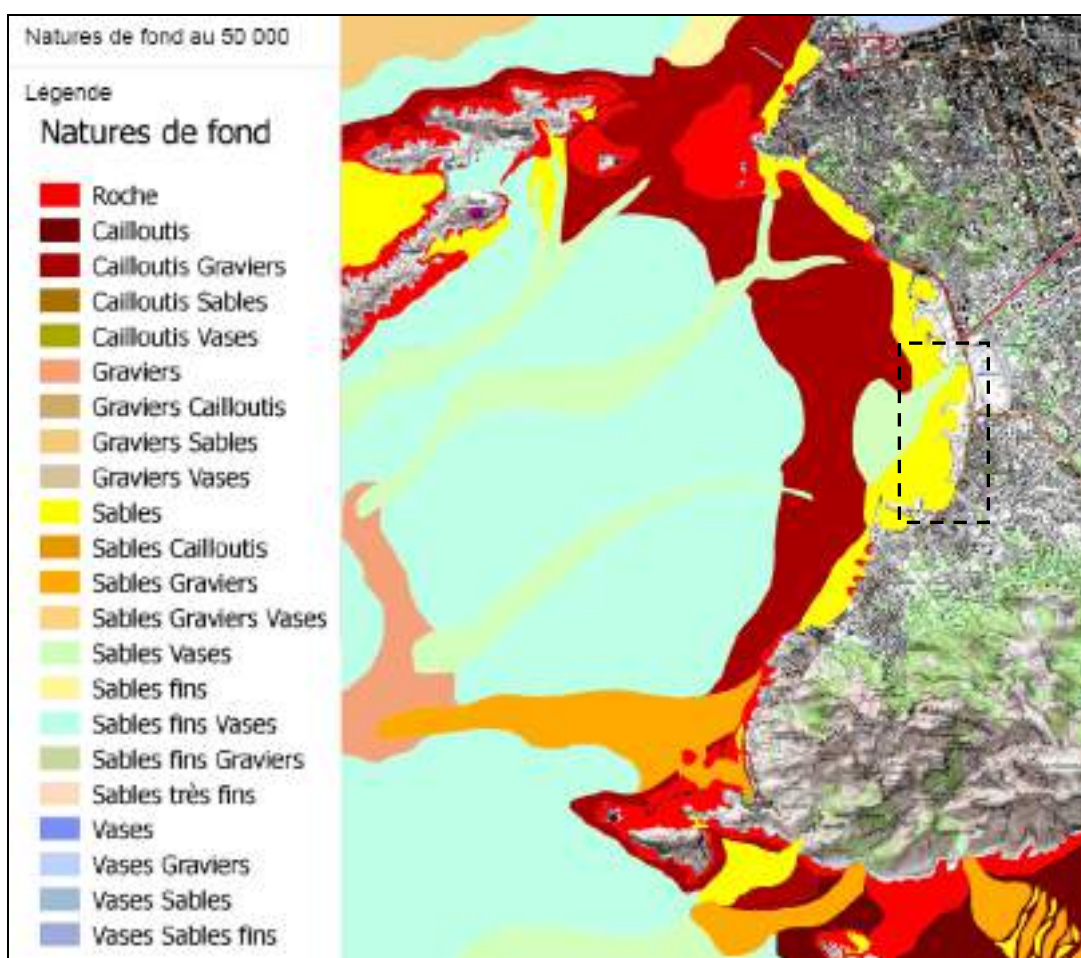 Natures de fond au 50 000
Légende
Natures de fond
Roche
Cailloutis
Cailloutis Graviers
Cailloutis Sables
Cailloutis Vases
Graviers
Graviers Cailloutis
Graviers Sables
Graviers Vases
Sables
Sables Cailloutis
Sables Graviers
Sables Graviers Vases
Sables Vases
Sables fins
Sables fins Vases
Sables fins Graviers
Sables très fins
Vases
Vases Graviers
Vases Sables
Vases Sables fins